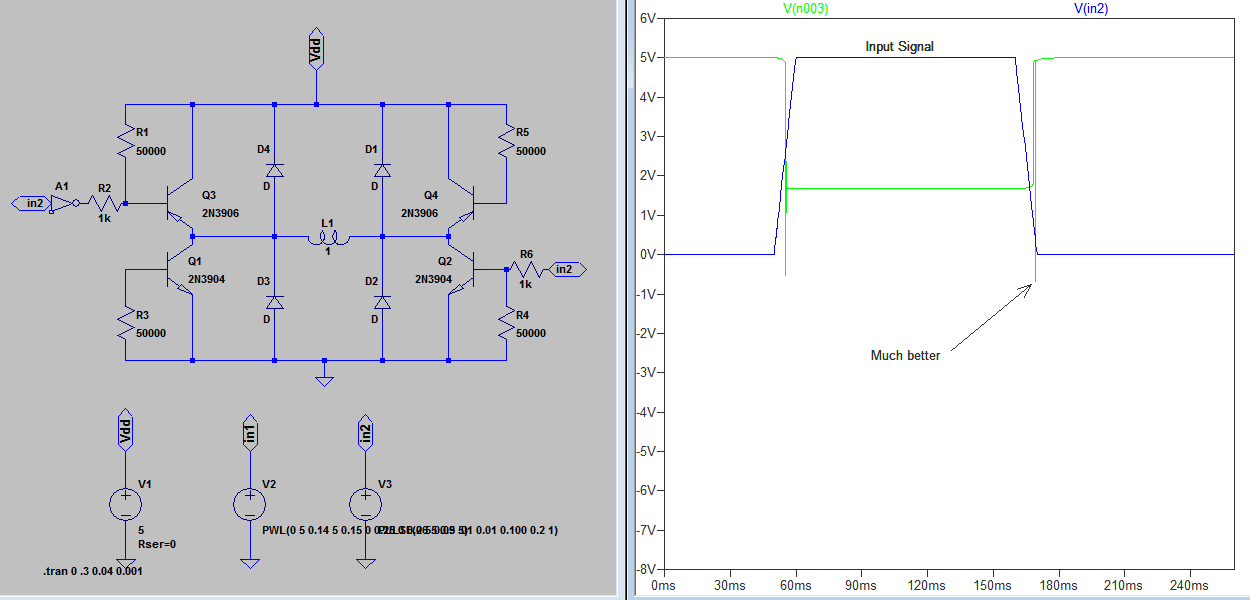 Vdd
R1
50000
D4
D
D1
D
R5
50000
in2
A1
R2
1k
Q3
2N3906
Q4
2N3906
L1
1
Q1
2N3904
D3
D
D2
D
Q2
2N3904
R6
1k
in2
R3
50000
R4
50000
Vdd
in1
in2
V1
5
Rser=0
V2
PWL(0 5 0.14 5 0.15 0
V3
0.01 0.100 0.2 1)
.tran 0 .3 0.04 0.001
V(n003)
V(in2)
6V
5V
4V
3V
2V
1V
0V
-1V
-2V
-3V
-4V
-5V
-6V
-7V
-8V
Input Signal
Much better
0ms
30ms
60ms
90ms
120ms
150ms
180ms
210ms
240ms